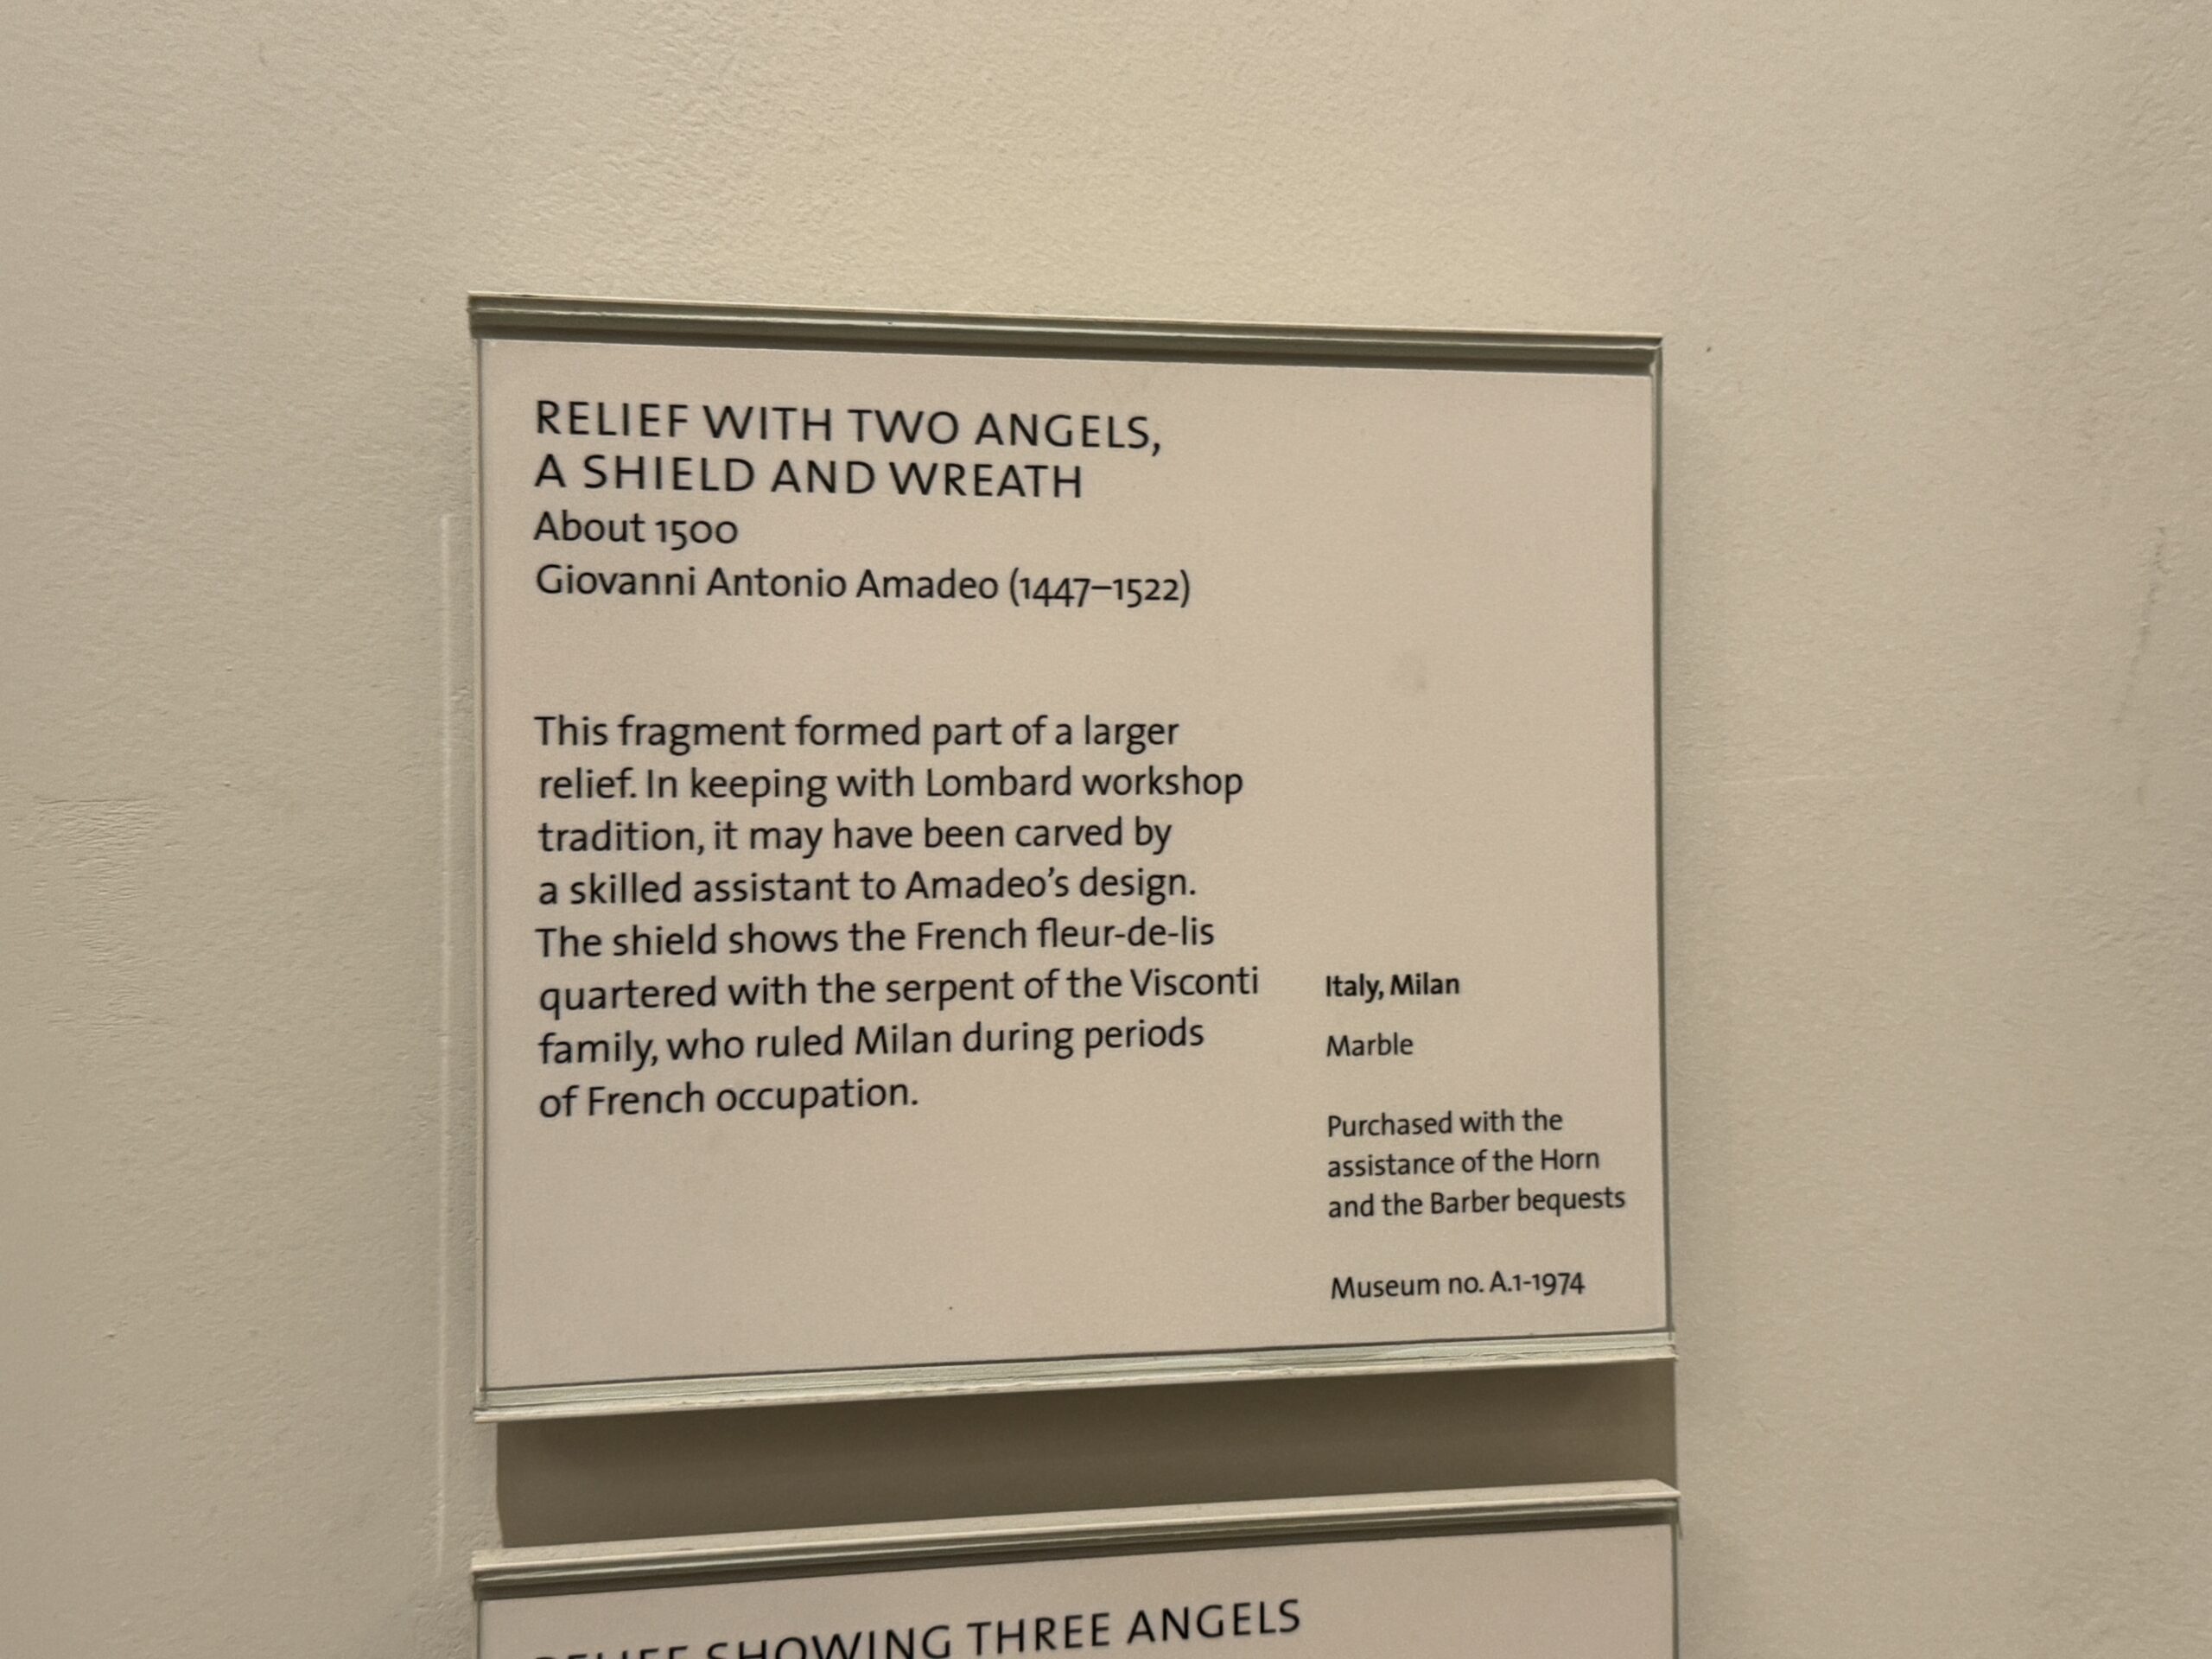 RELIEF WITH TWO ANGELS,
A SHIELD AND WREATH
About 1500
Giovanni Antonio Amadeo (1447–1522)
This fragment formed part of a larger
relief. In keeping with Lombard workshop
tradition, it may have been carved by
a skilled assistant to Amadeo’s design.
The shield shows the French fleur-de-lis
quartered with the serpent of the Visconti
family, who ruled Milan during periods
of French occupation.
Italy, Milan
Marble
Purchased with the
assistance of the Horn
and the Barber bequests
Museum no. A.1-1974
RELIEF SHOWING THREE ANGELS